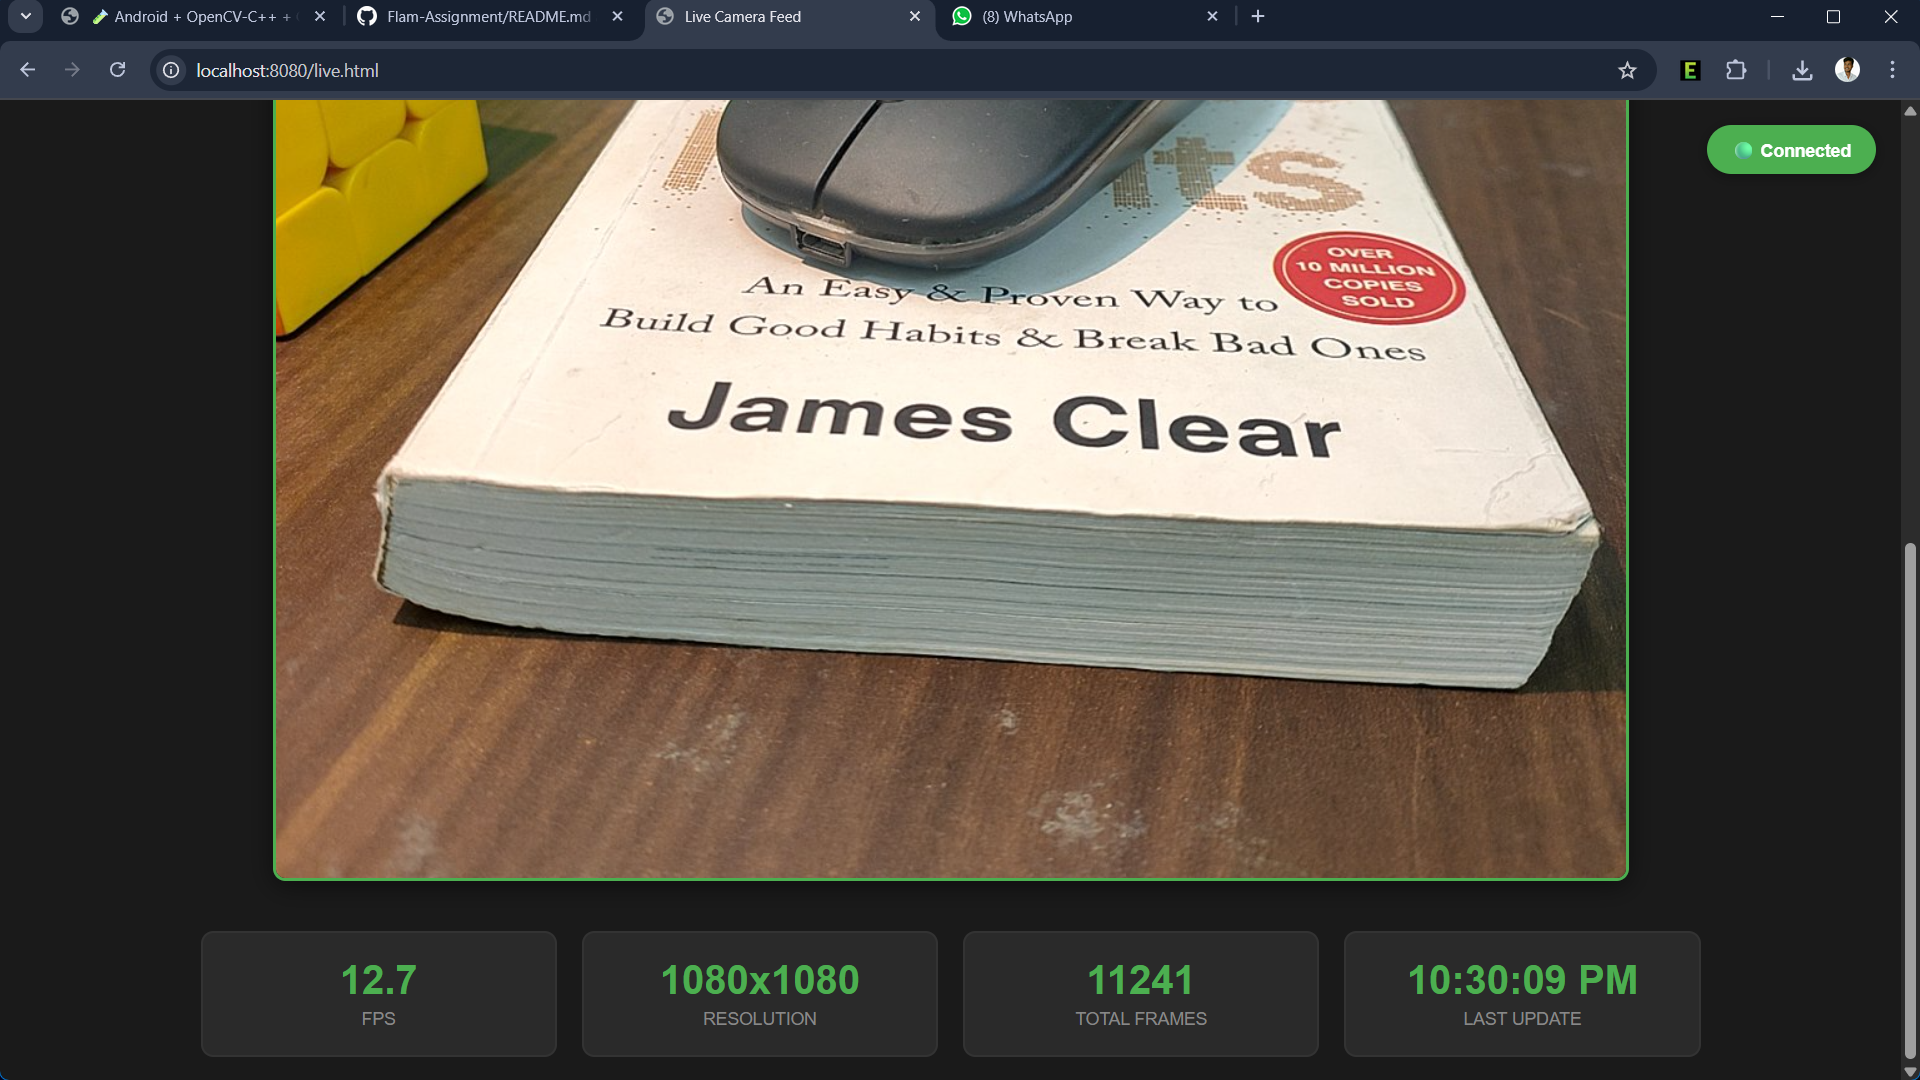 Android + OpenCV-C++ +
Flam-Assignment/README.md
Live Camera Feed
(8) WhatsApp
localhost:8080/live.html
E
Connected
its
OVER
10 MILLION
COPIES
SOLD
An Easy & Proven Way to
Build Good Habits & Break Bad Ones
James Clear
12.7
FPS
1080x1080
RESOLUTION
11241
TOTAL FRAMES
10:30:09 PM
LAST UPDATE